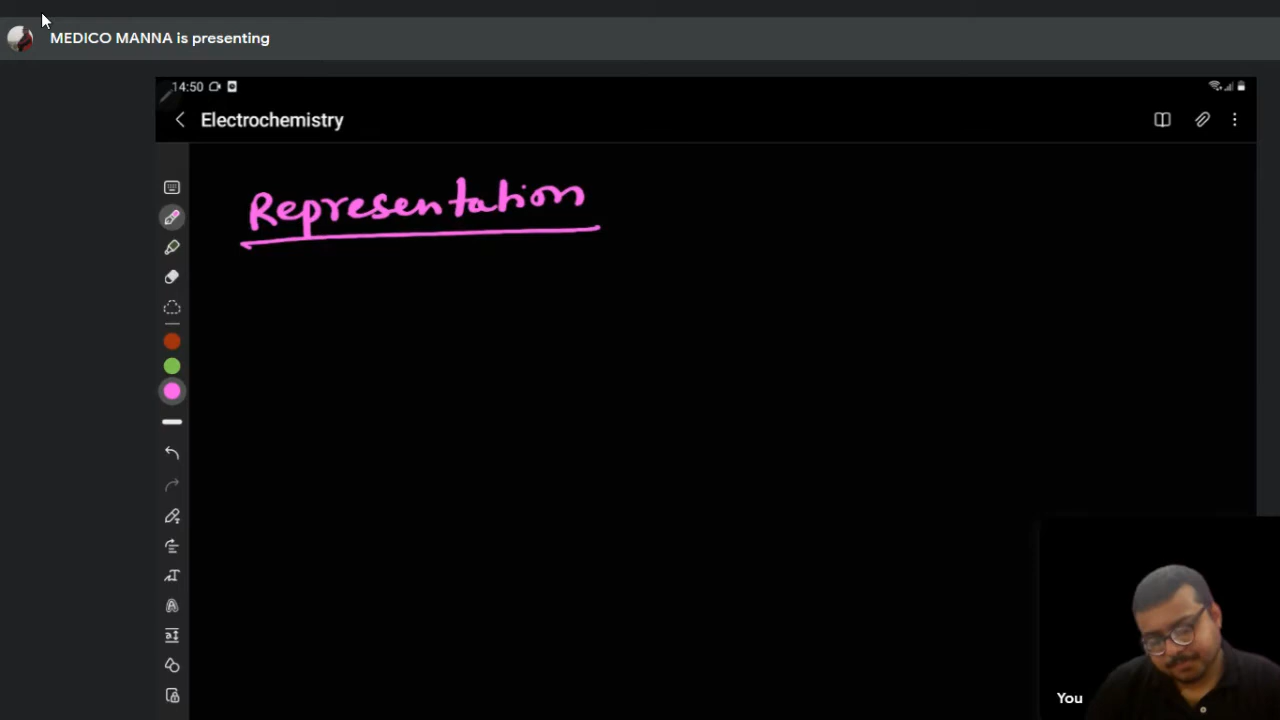 MEDICO MANNA is presenting
14:50
Electrochemistry
Representation
You